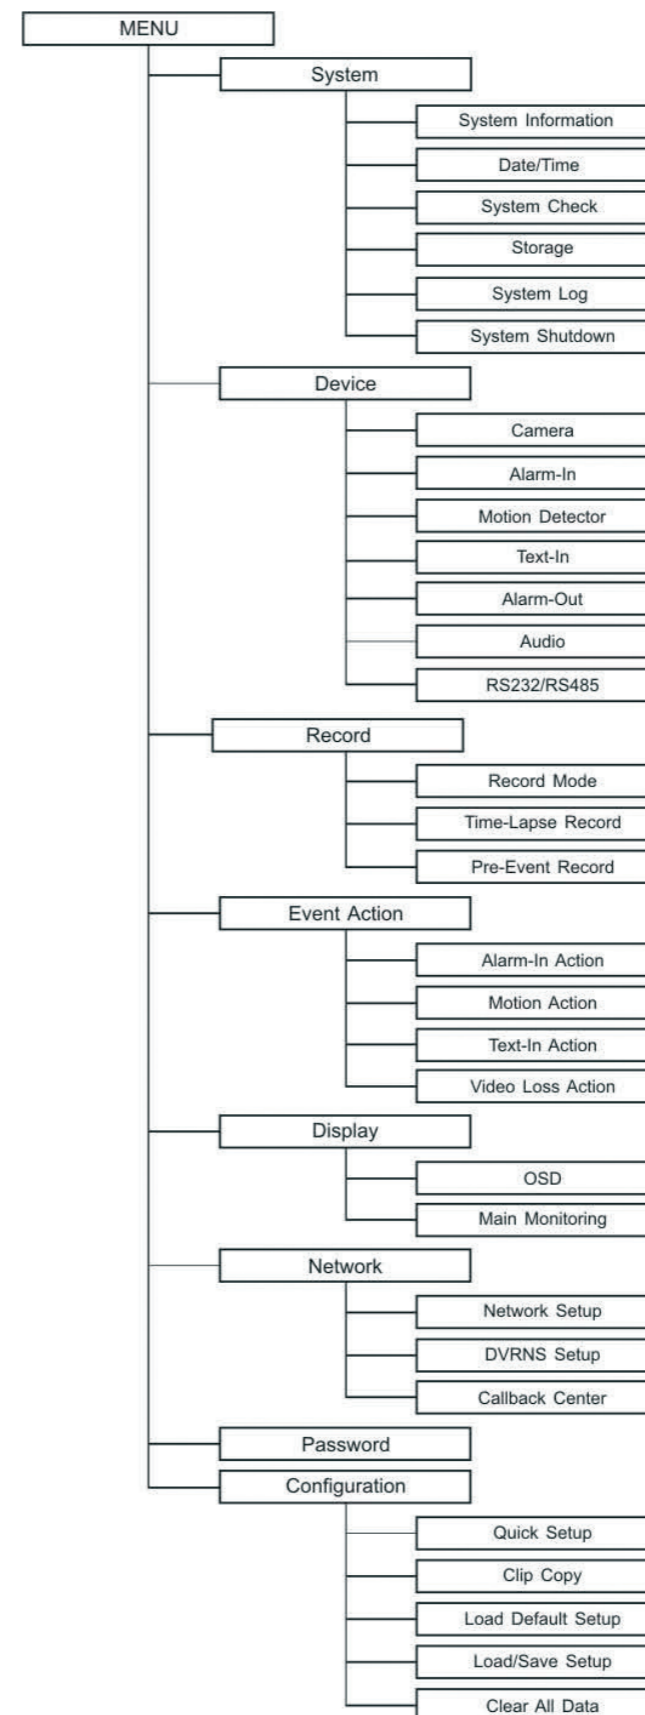 MENU
System
System Information
Date/Time
System Check
Storage
System Log
System Shutdown
Device
Camera
Alarm-In
Motion Detector
Text-In
Alarm-Out
Audio
RS232/RS485
Record
Record Mode
Time-Lapse Record
Pre-Event Record
Event Action
Alarm-In Action
Motion Action
Text-In Action
Video Loss Action
Display
OSD
Main Monitoring
Network
Network Setup
DVRNS Setup
Callback Center
Password
Configuration
Quick Setup
Clip Copy
Load Default Setup
Load/Save Setup
Clear All Data